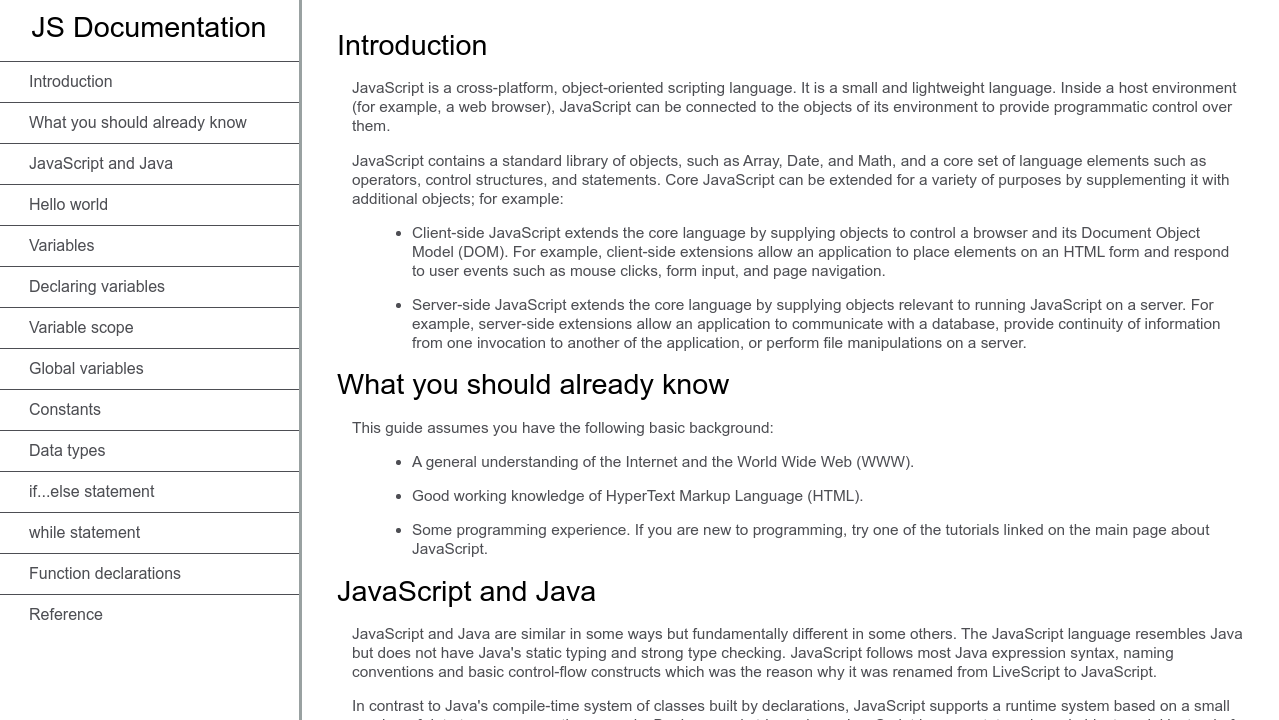 JS Documentation
Introduction
What you should already know
JavaScript and Java
Hello world
Variables
Declaring variables
Variable scope
Global variables
Constants
Data types
if...else statement
while statement
Function declarations
Reference
Introduction
JavaScript is a cross-platform, object-oriented scripting language. It is a small and lightweight language. Inside a host environment
(for example, a web browser), JavaScript can be connected to the objects of its environment to provide programmatic control over
them.
JavaScript contains a standard library of objects, such as Array, Date, and Math, and a core set of language elements such as
operators, control structures, and statements. Core JavaScript can be extended for a variety of purposes by supplementing it with
additional objects; for example:
• Client-side JavaScript extends the core language by supplying objects to control a browser and its Document Object
Model (DOM). For example, client-side extensions allow an application to place elements on an HTML form and respond
to user events such as mouse clicks, form input, and page navigation.
• Server-side JavaScript extends the core language by supplying objects relevant to running JavaScript on a server. For
example, server-side extensions allow an application to communicate with a database, provide continuity of information
from one invocation to another of the application, or perform file manipulations on a server.
What you should already know
This guide assumes you have the following basic background:
• A general understanding of the Internet and the World Wide Web (WWW).
• Good working knowledge of HyperText Markup Language (HTML).
• Some programming experience. If you are new to programming, try one of the tutorials linked on the main page about
JavaScript.
JavaScript and Java
JavaScript and Java are similar in some ways but fundamentally different in some others. The JavaScript language resembles Java
but does not have Java's static typing and strong type checking. JavaScript follows most Java expression syntax, naming
conventions and basic control-flow constructs which was the reason why it was renamed from LiveScript to JavaScript.
In contrast to Java's compile-time system of classes built by declarations, JavaScript supports a runtime system based on a small